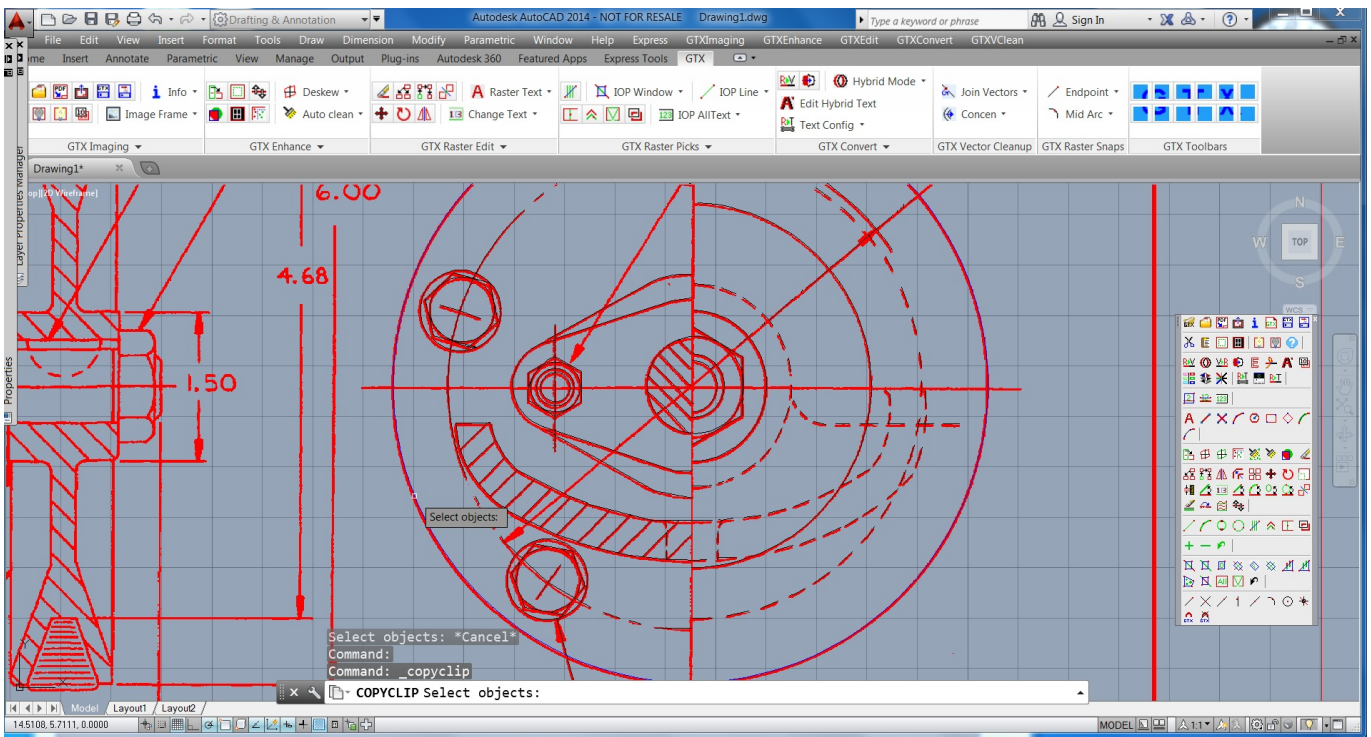 Drafting & Annotation
Autodesk AutoCAD 2014 - NOT FOR RESALE Drawing1.dwg
Type a keyword or phrase
Sign In
File Edit View Insert Format Tools Draw Dimension Modify Parametric Window Help Express GTXImaging GTXEnhance GTXEdit GTXConvert GTXVClean
me Insert Annotate Parametric View Manage Output Plug-ins Autodesk 360 Featured Apps Express Tools GTX
Info
Deskew
Raster Text
IOP Window
IOP Line
Hybrid Mode
Join Vectors
Endpoint
Image Frame
Auto clean
Change Text
IOP AllText
Edit Hybrid Text
Text Config
Concen
Mid Arc
GTX Imaging
GTX Enhance
GTX Raster Edit
GTX Raster Picks
GTX Convert
GTX Vector Cleanup
GTX Raster Snaps
GTX Toolbars
Drawing1*
op][2D Wireframe]
Layer Properties Manager
Properties
6.00
4.68
1.50
N
W
TOP
E
S
WCS
Select objects:
Select objects: *Cancel*
Command:
Command: _copyclip
COPYCLIP Select objects:
Y
X
Model Layout1 Layout2
14.5108, 5.7111, 0.0000
MODEL
1:1